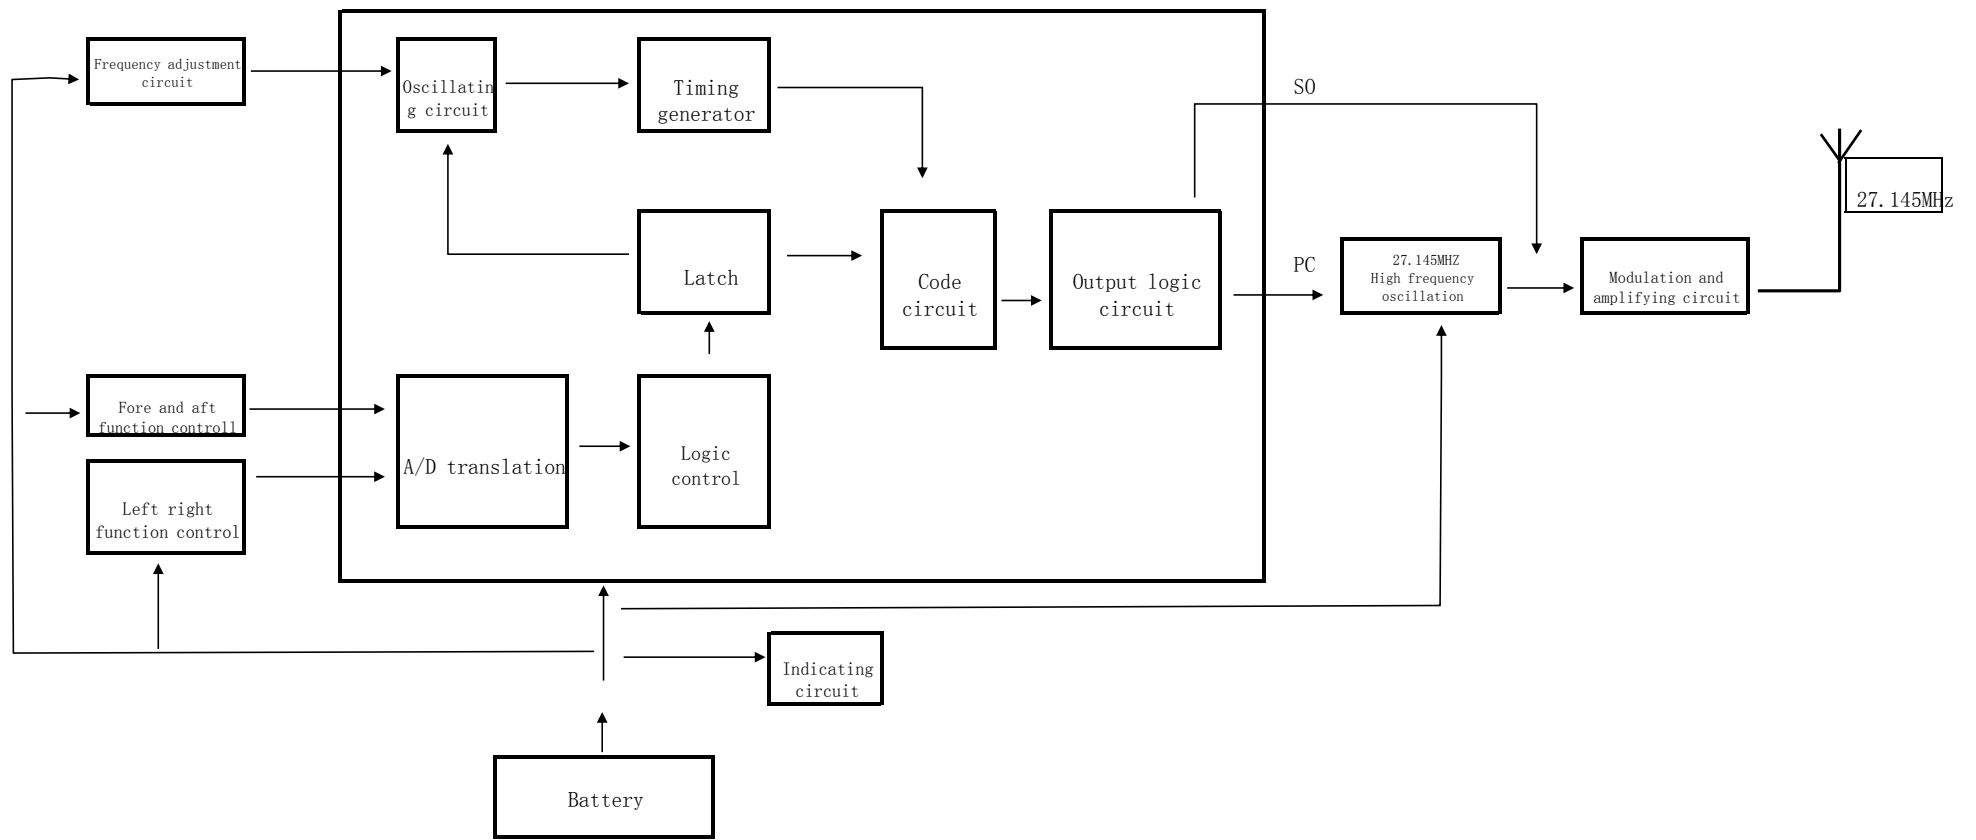 Frequency adjustment
circuit
Oscillatin
g circuit
Timing
generator
SO
27.145MHz
Latch
Code
circuit
Output logic
circuit
PC
27.145MHZ
High frequency
oscillation
Modulation and
amplifying circuit
Fore and aft
function controll
A/D translation
Logic
control
Left right
function control
Indicating
circuit
Battery